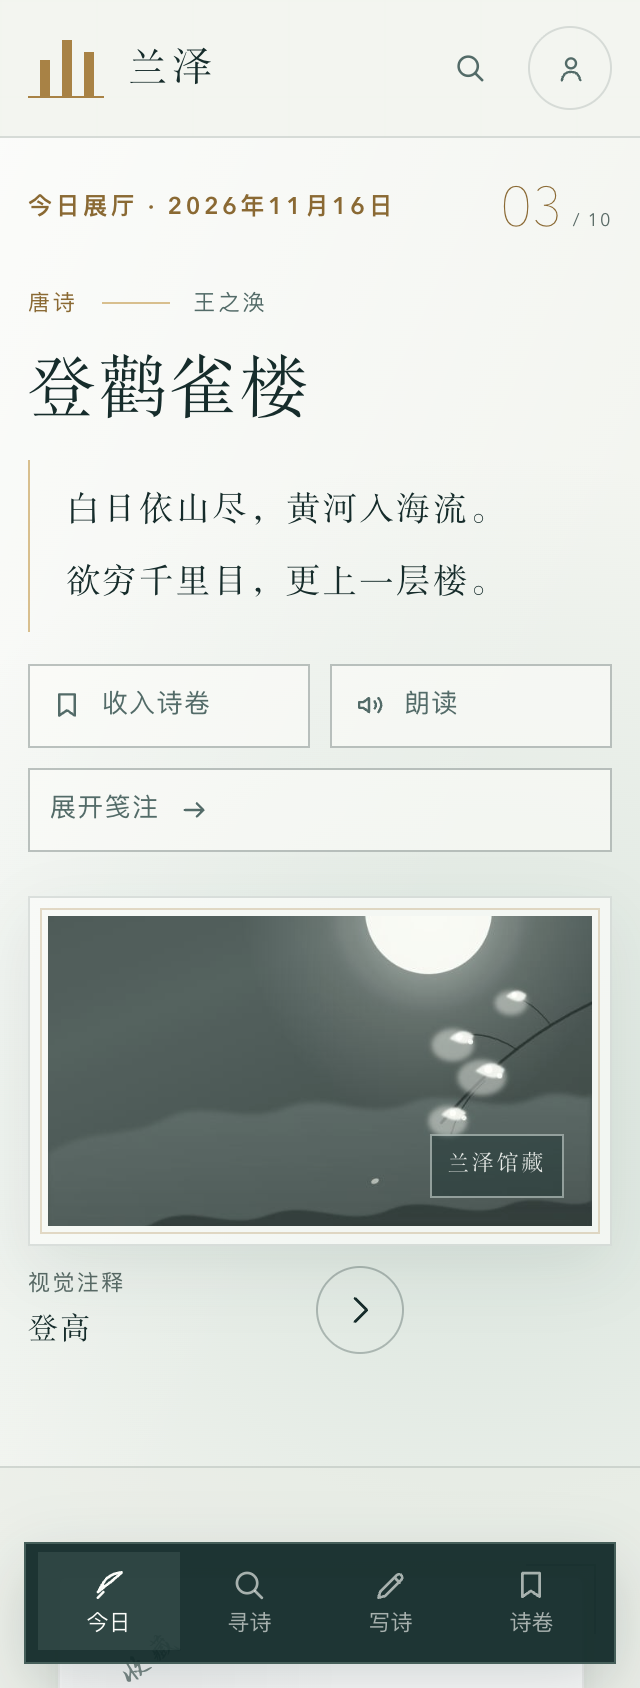 兰泽
今日展厅 · 2026年11月16日
03 / 10
唐诗 王之涣
登鹳雀楼
白日依山尽，黄河入海流。
欲穷千里目，更上一层楼。
收入诗卷 朗读
展开笺注
兰泽馆藏
视觉注释
登高
今日 寻诗 写诗 诗卷